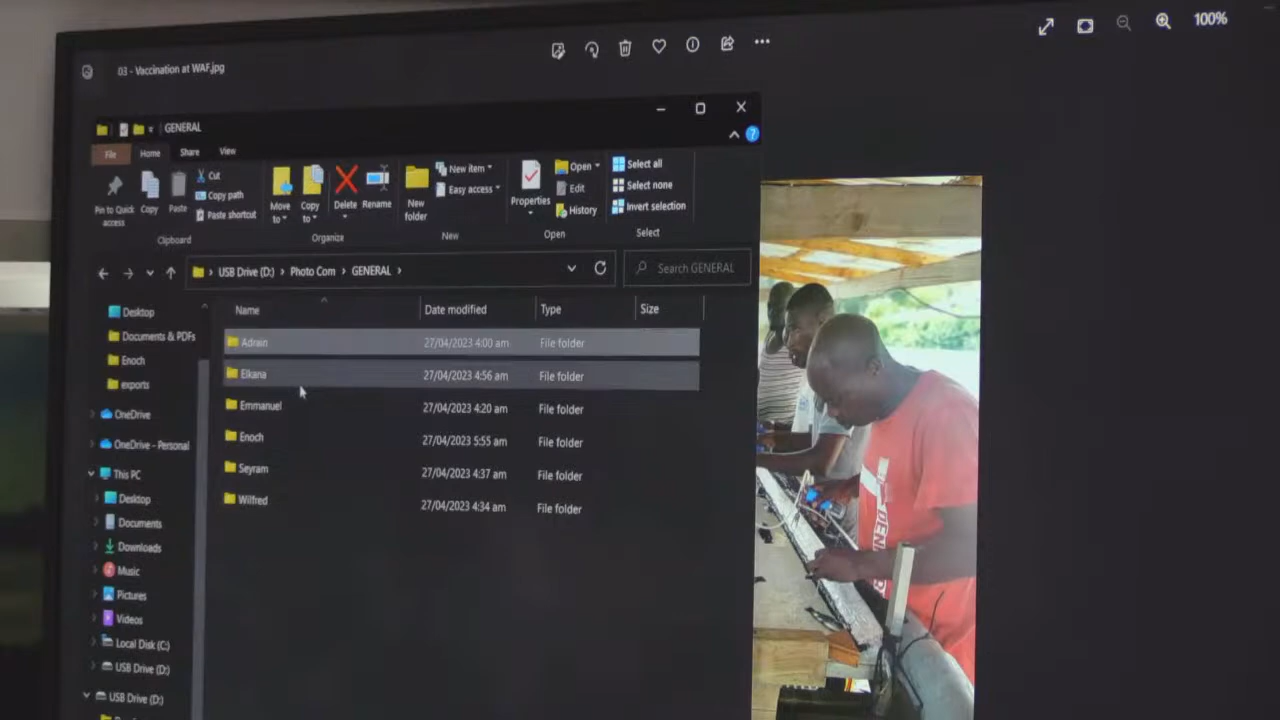 100%
03 - Vaccination at WAF.jpg
GENERAL
File Home Share View
Pin to Quick access
Copy
Paste
Cut
Copy path
Paste shortcut
Clipboard
Move to
Copy to
Delete
Rename
Organize
New folder
New item
Easy access
New
Properties
Open
Edit
History
Open
Select all
Select none
Invert selection
Select
USB Drive (D:) > Photo Com > GENERAL >
Search GENERAL
Name Date modified Type Size
Adrain 27/04/2023 4:00 am File folder
Elkana 27/04/2023 4:56 am File folder
Emmanuel 27/04/2023 4:20 am File folder
Enoch 27/04/2023 5:55 am File folder
Seyram 27/04/2023 4:37 am File folder
Wilfred 27/04/2023 4:34 am File folder
Desktop
Documents & PDFs
Enoch
exports
OneDrive
OneDrive - Personal
This PC
Desktop
Documents
Downloads
Music
Pictures
Videos
Local Disk (C:)
USB Drive (D:)
USB Drive (D:)